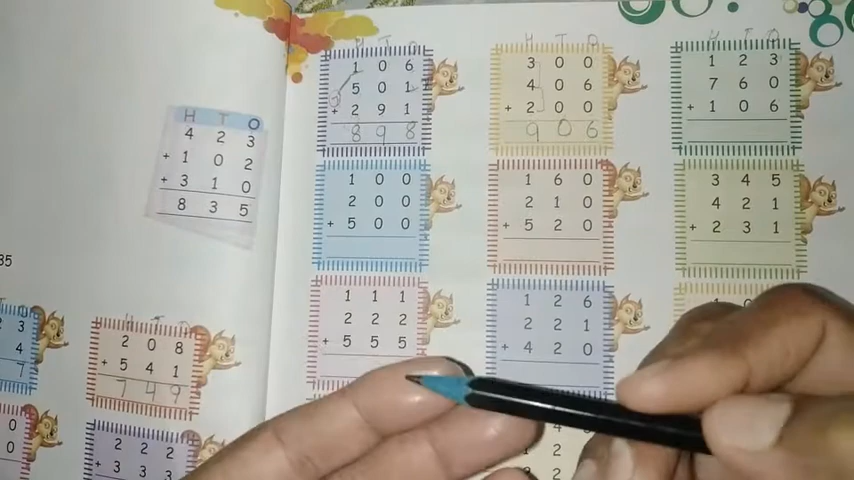 H T O
4 2 3
+ 1 0 2
+ 3 1 0
8 3 5
35
3
4
7
0
0
H T O
2 0 8
+ 5 4 1
7 4 9
2 2 2
+ 3 3 3
H T O
1 0 6
5 0 1
+ 2 9 1
8 9 8
H T O
3 0 0
4 0 6
+ 2 0 0
9 0 6
H T O
1 2 3
7 6 0
+ 1 0 6
1 0 0
2 0 0
+ 5 0 0
1 6 0
2 1 0
+ 5 2 0
3 4 5
4 2 1
+ 2 3 1
1 1 1
2 2 2
+ 5 5 5
1 2 6
2 2 1
+ 4 2 0